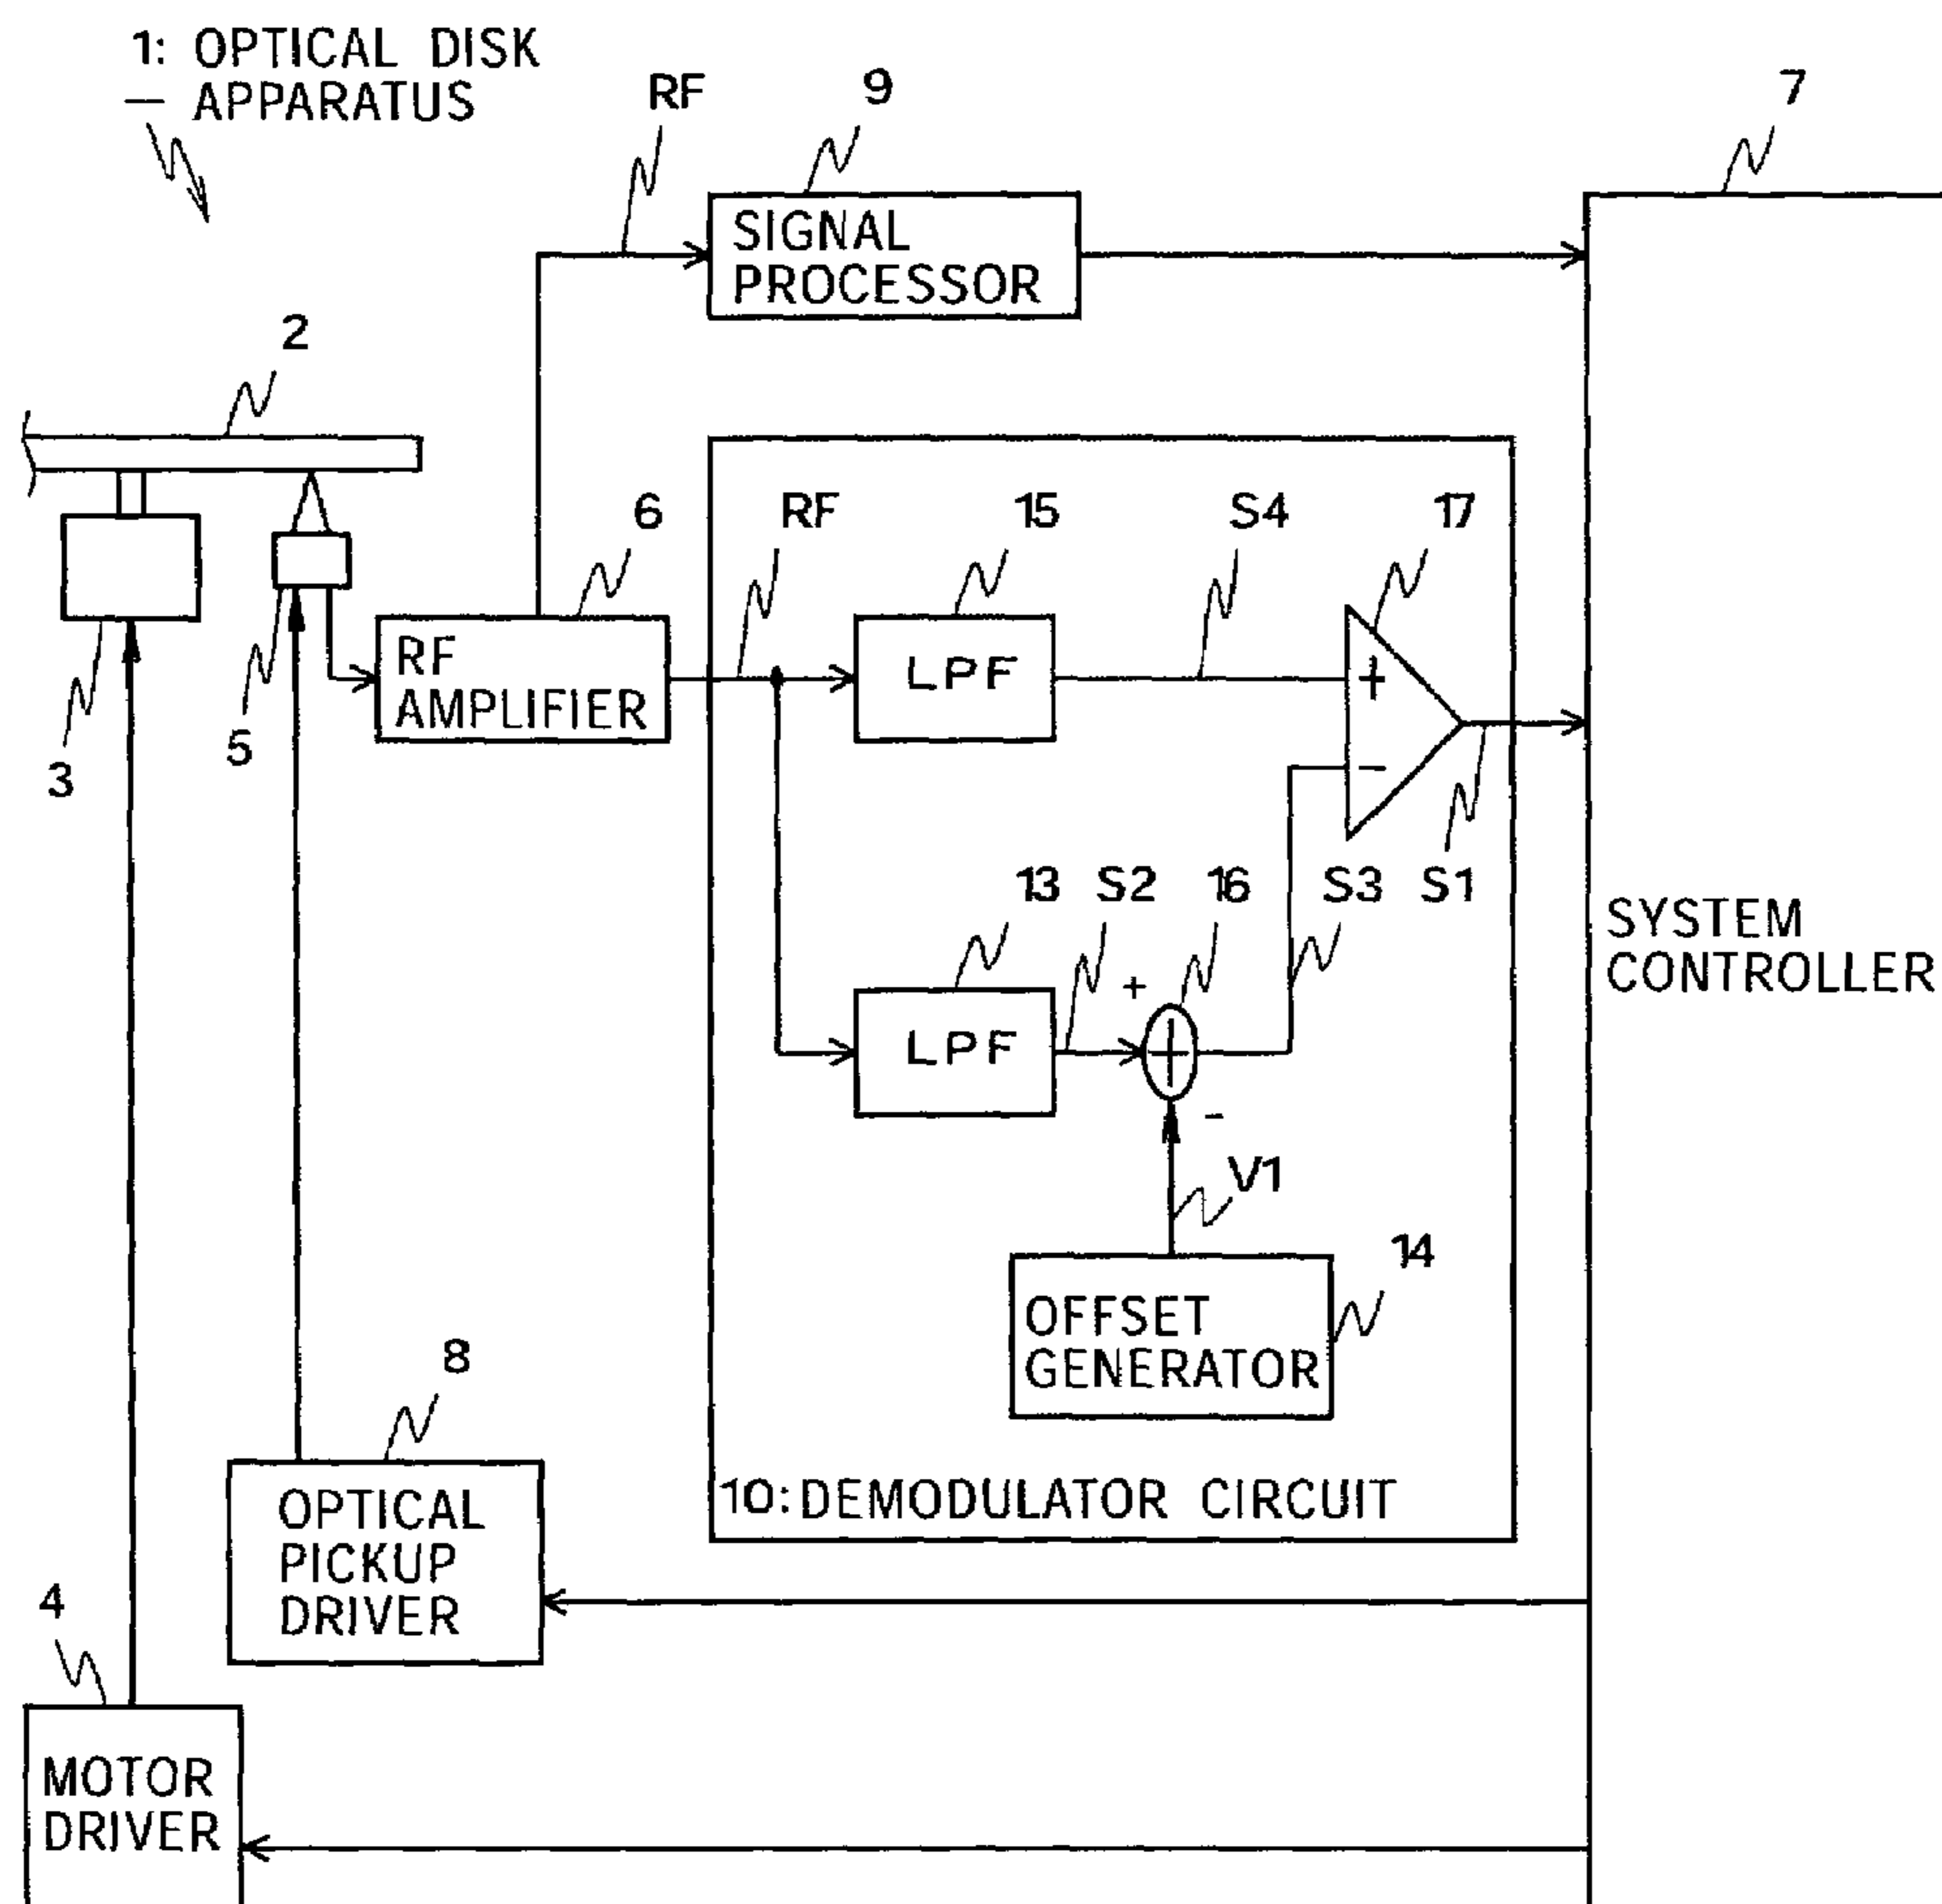 1: OPTICAL DISK
APPARATUS
RF
9
7
SIGNAL
PROCESSOR
2
6
RF
15
S4
17
RF
AMPLIFIER
LPF
+
-
5
3
13
S2
16
S3
S1
SYSTEM
CONTROLLER
+
LPF
-
V1
14
OFFSET
GENERATOR
8
10: DEMODULATOR CIRCUIT
OPTICAL
PICKUP
DRIVER
4
MOTOR
DRIVER